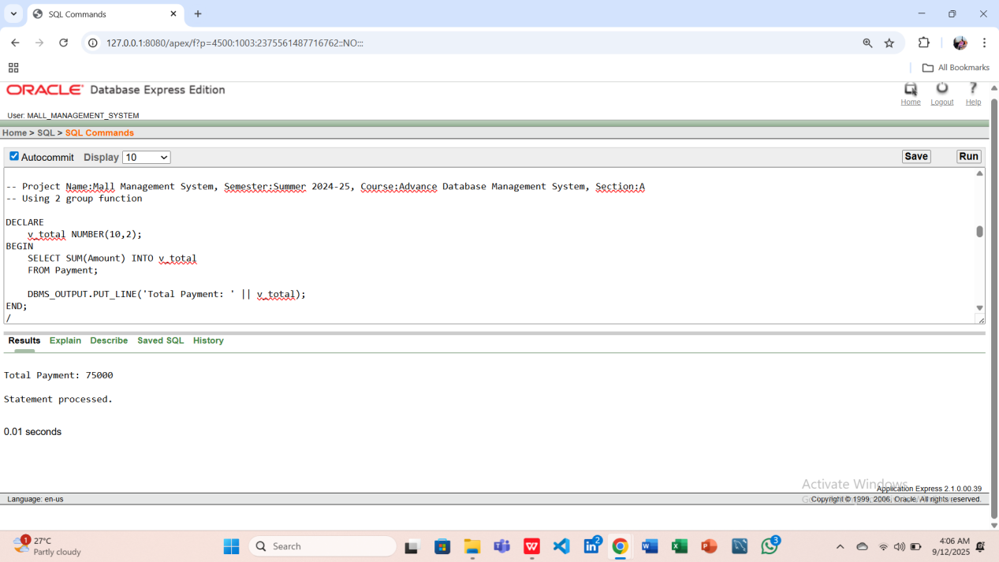 SQL Commands
127.0.0.1:8080/apex/f?p=4500:1003:2375561487716762::NO:::
All Bookmarks
ORACLE® Database Express Edition
Home Logout Help
User: MALL_MANAGEMENT_SYSTEM
Home > SQL > SQL Commands
Autocommit Display 10 Save Run
-- Project Name:Mall Management System, Semester:Summer 2024-25, Course:Advance Database Management System, Section:A
-- Using 2 group function
DECLARE
v_total NUMBER(10,2);
BEGIN
SELECT SUM(Amount) INTO v_total
FROM Payment;
DBMS_OUTPUT.PUT_LINE('Total Payment: ' || v_total);
END;
/
Results Explain Describe Saved SQL History
Total Payment: 75000
Statement processed.
0.01 seconds
Activate Windows
Application Express 2.1.0.00.39
Language: en-us
Copyright © 1999, 2006, Oracle. All rights reserved.
1
27°C
Partly cloudy
Search
2
3
4:06 AM
9/12/2025